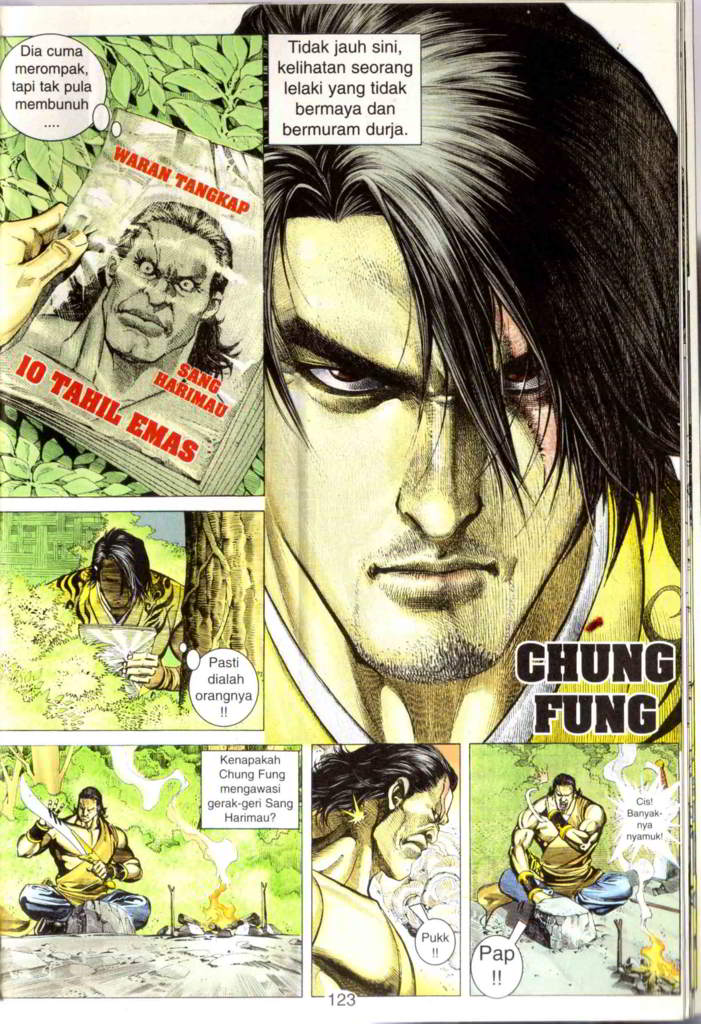 Dia cuma
merompak,
tapi tak pula
membunuh
....
WARAN TANGKAP
SANG
HARIMAU
10 TAHIL EMAS
Tidak jauh sini,
kelihatan seorang
lelaki yang tidak
bermaya dan
bermuram durja.
CHUNG
FUNG
Pasti
dialah
orangnya
!!
Kenapakah
Chung Fung
mengawasi
gerak-geri Sang
Harimau?
Pukk
!!
Cis!
Banyak-
nya
nyamuk!
Pap
!!
123